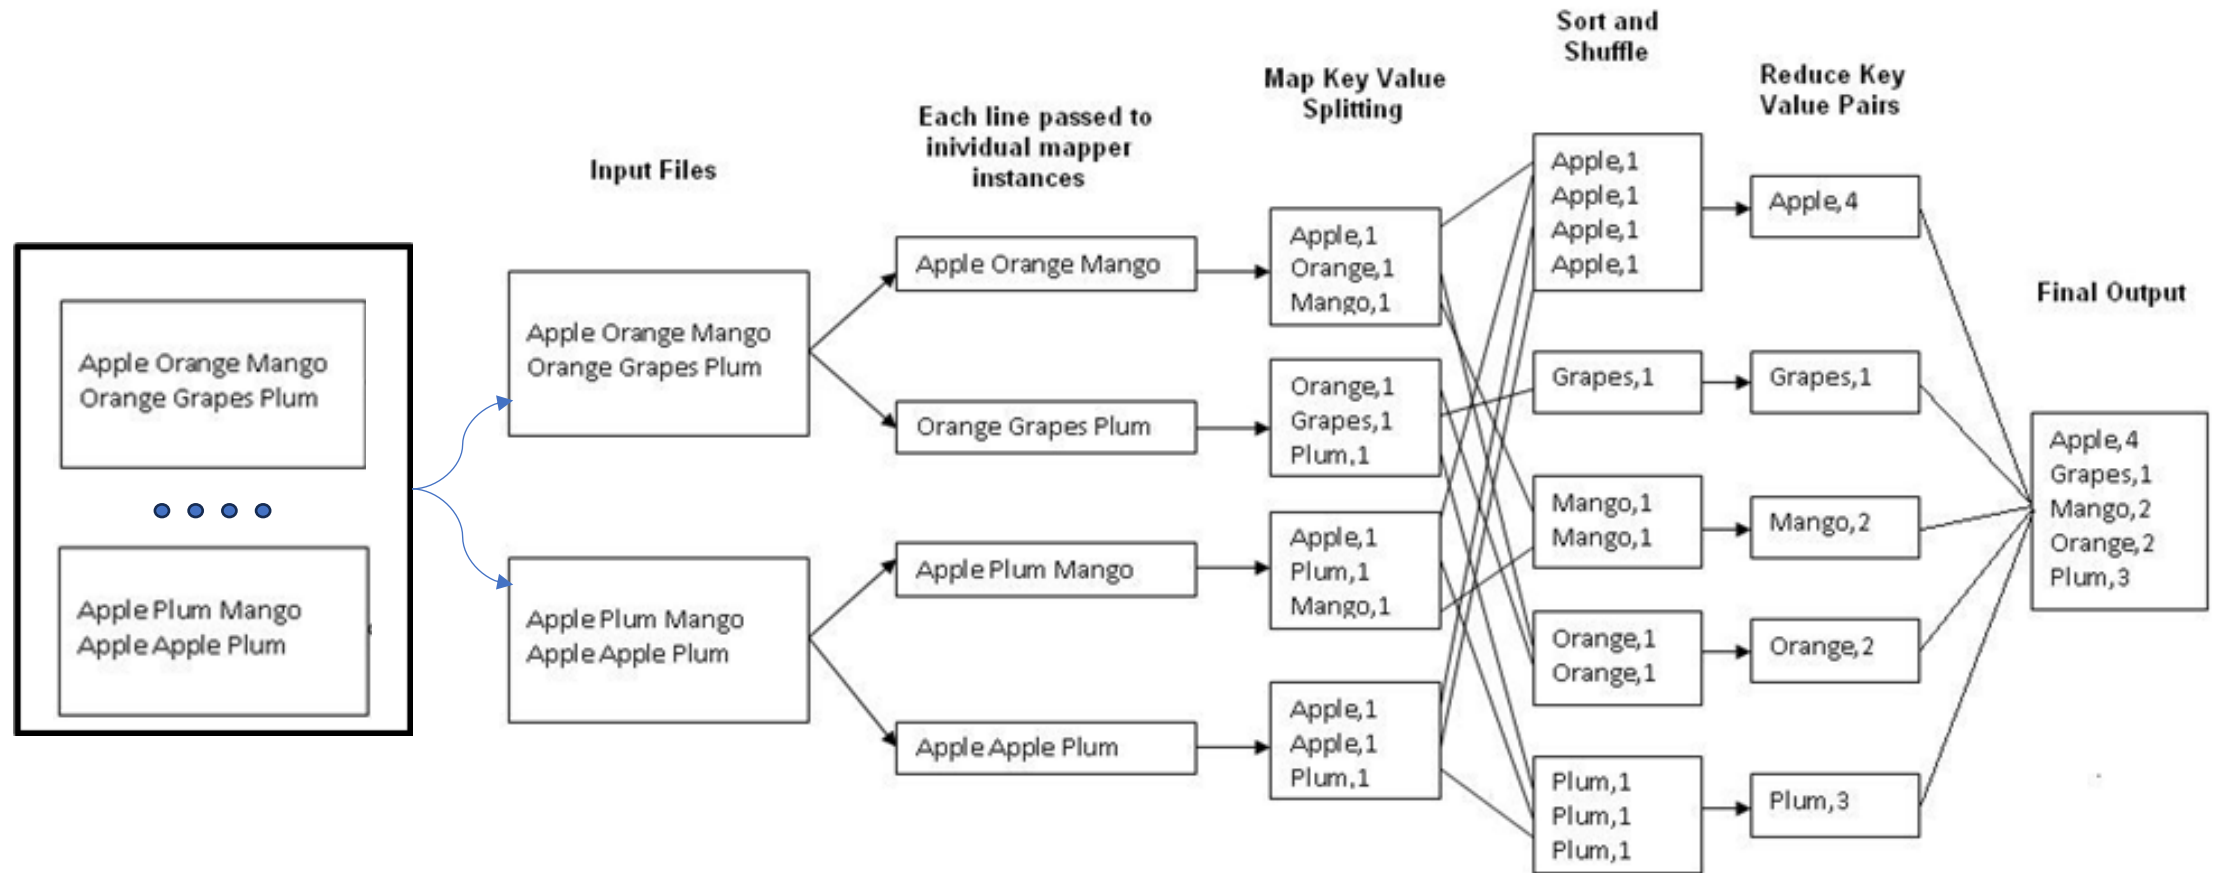 Apple Orange Mango
Orange Grapes Plum
Apple Plum Mango
Apple Apple Plum
Input Files
Apple Orange Mango
Orange Grapes Plum
Apple Plum Mango
Apple Apple Plum
Each line passed to
inividual mapper
instances
Apple Orange Mango
Orange Grapes Plum
Apple Plum Mango
Apple Apple Plum
Map Key Value
Splitting
Apple,1
Orange,1
Mango,1
Orange,1
Grapes,1
Plum,1
Apple,1
Plum,1
Mango,1
Apple,1
Apple,1
Plum,1
Sort and
Shuffle
Apple,1
Apple,1
Apple,1
Apple,1
Grapes,1
Mango,1
Mango,1
Orange,1
Orange,1
Plum,1
Plum,1
Plum,1
Reduce Key
Value Pairs
Apple,4
Grapes,1
Mango,2
Orange,2
Plum,3
Final Output
Apple,4
Grapes,1
Mango,2
Orange,2
Plum,3